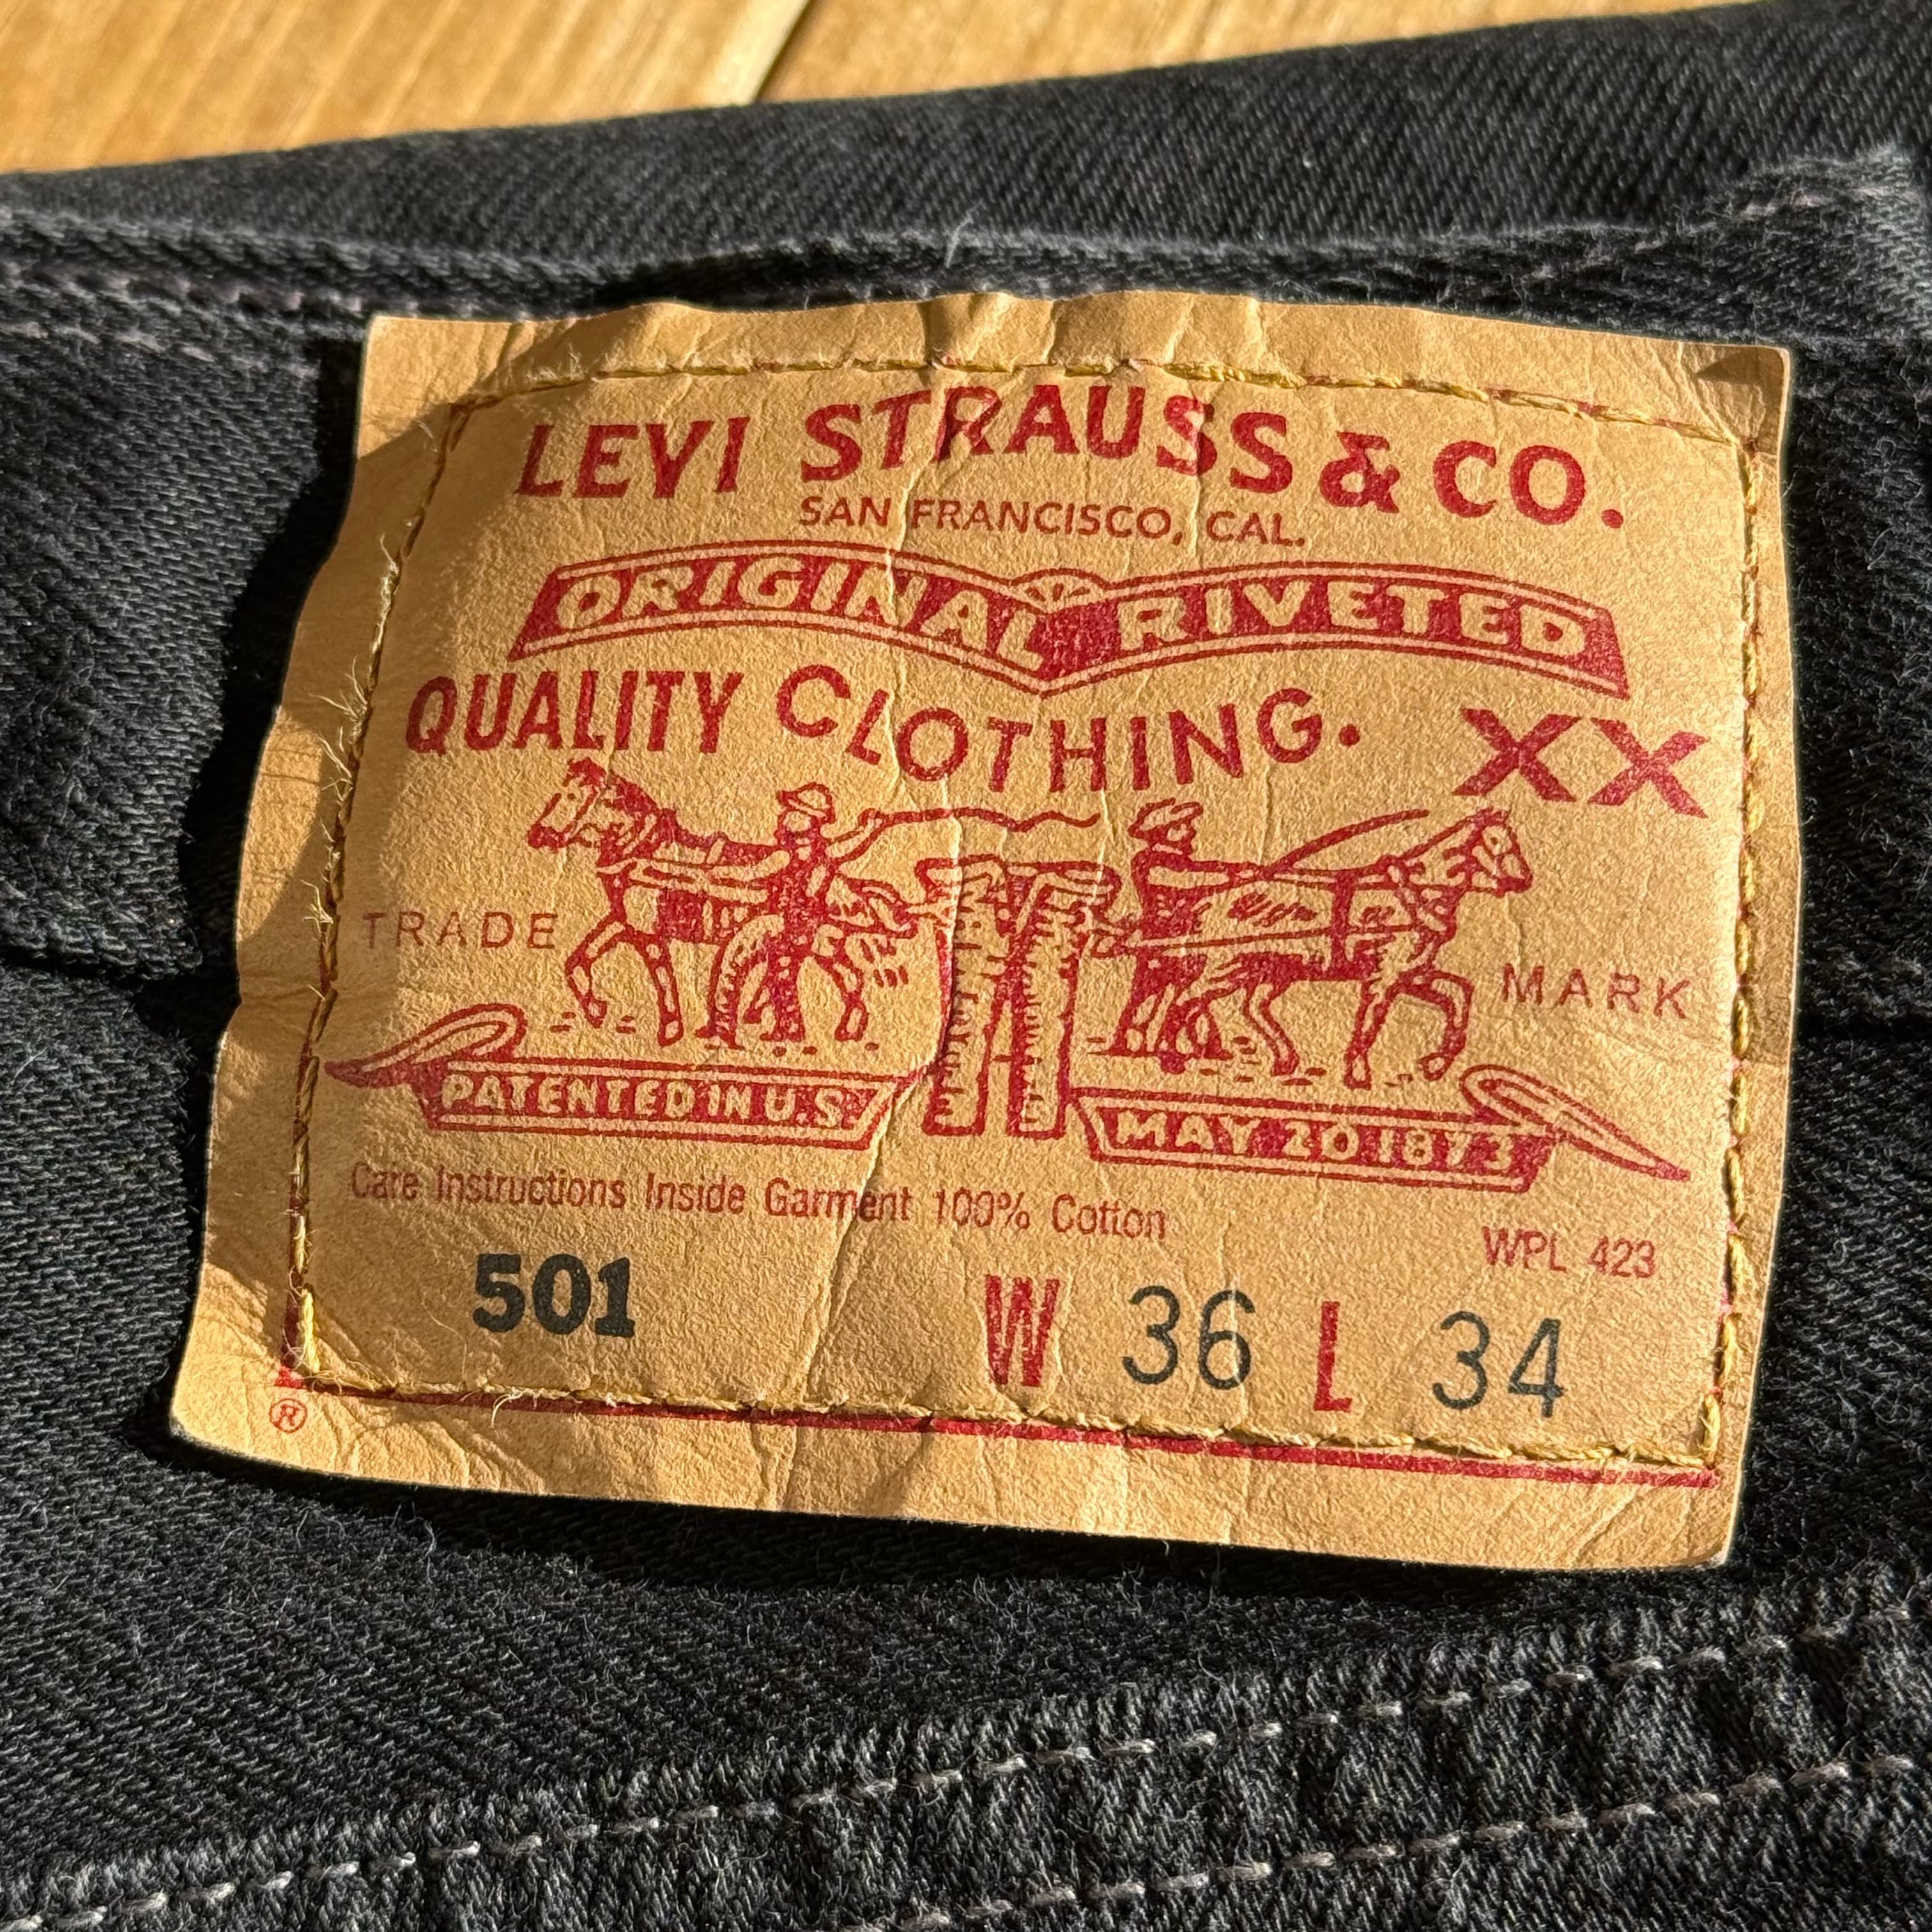 LEVI STRAUSS & CO.
SAN FRANCISCO, CAL.
ORIGINAL RIVETED
QUALITY CLOTHING. XX
TRADE MARK
PATENTED IN U.S. MAY 20 1873
Care Instructions Inside Garment 100% Cotton
WPL 423
501 W 36 L 34
®